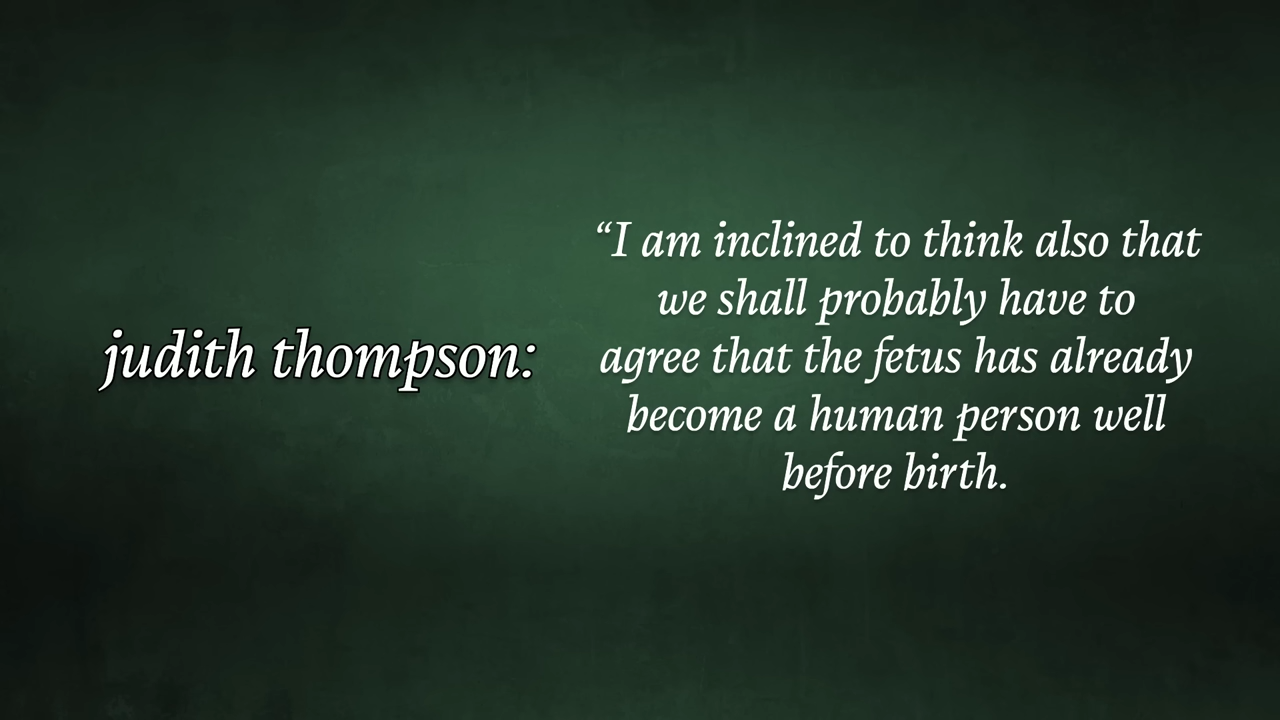 judith thompson:
“I am inclined to think also that
we shall probably have to
agree that the fetus has already
become a human person well
before birth.